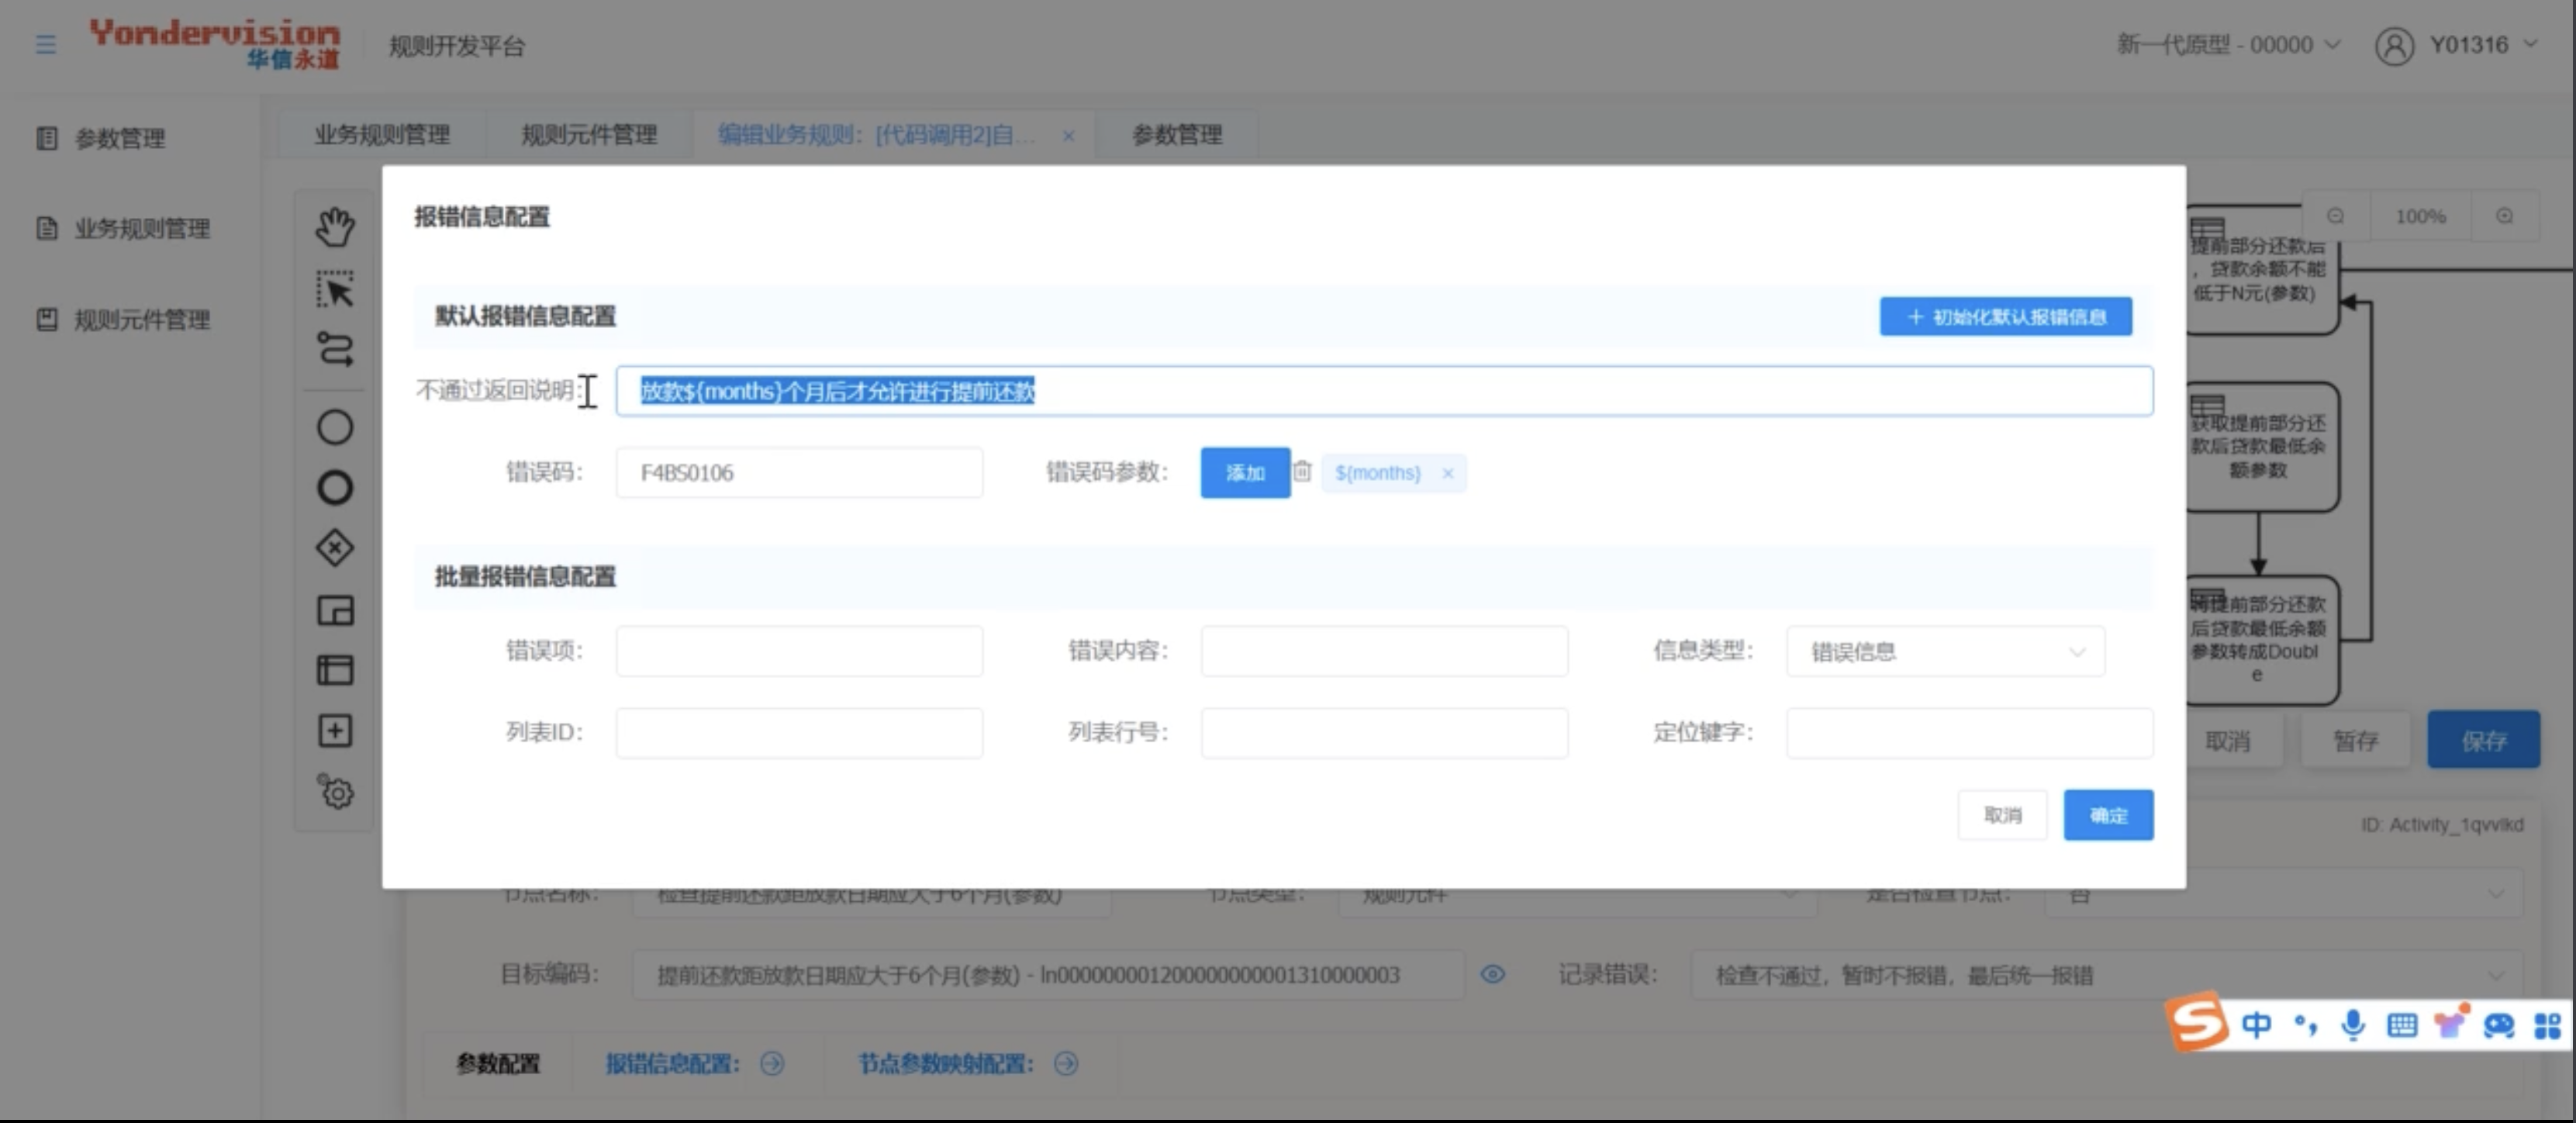 Yondervision
华信永道
规则开发平台
新一代原型 - 00000
Y01316
参数管理
业务规则管理
规则元件管理
业务规则管理
规则元件管理
编辑业务规则：[代码调用2]自...
参数管理
报错信息配置
默认报错信息配置
初始化默认报错信息
不通过返回说明:
放款${months}个月后才允许进行提前还款
错误码:
F4BS0106
错误码参数:
添加
${months}
批量报错信息配置
错误项:
错误内容:
信息类型:
错误信息
列表ID:
列表行号:
定位键字:
取消
确定
100%
提前部分还款后
，贷款余额不能
低于N元(参数)
获取提前部分还
款后贷款最低余
额参数
将提前部分还款
后贷款最低余额
参数转成Doubl
e
取消
暂存
保存
ID: Activity_1qvvlkd
节点名称:
检查提前还款距放款日期应大于6个月(参数)
节点类型:
规则元件
是否检查节点:
否
目标编码:
提前还款距放款日期应大于6个月(参数) - ln0000000012000000000001310000003
记录错误:
检查不通过，暂时不报错，最后统一报错
参数配置
报错信息配置:
节点参数映射配置:
中